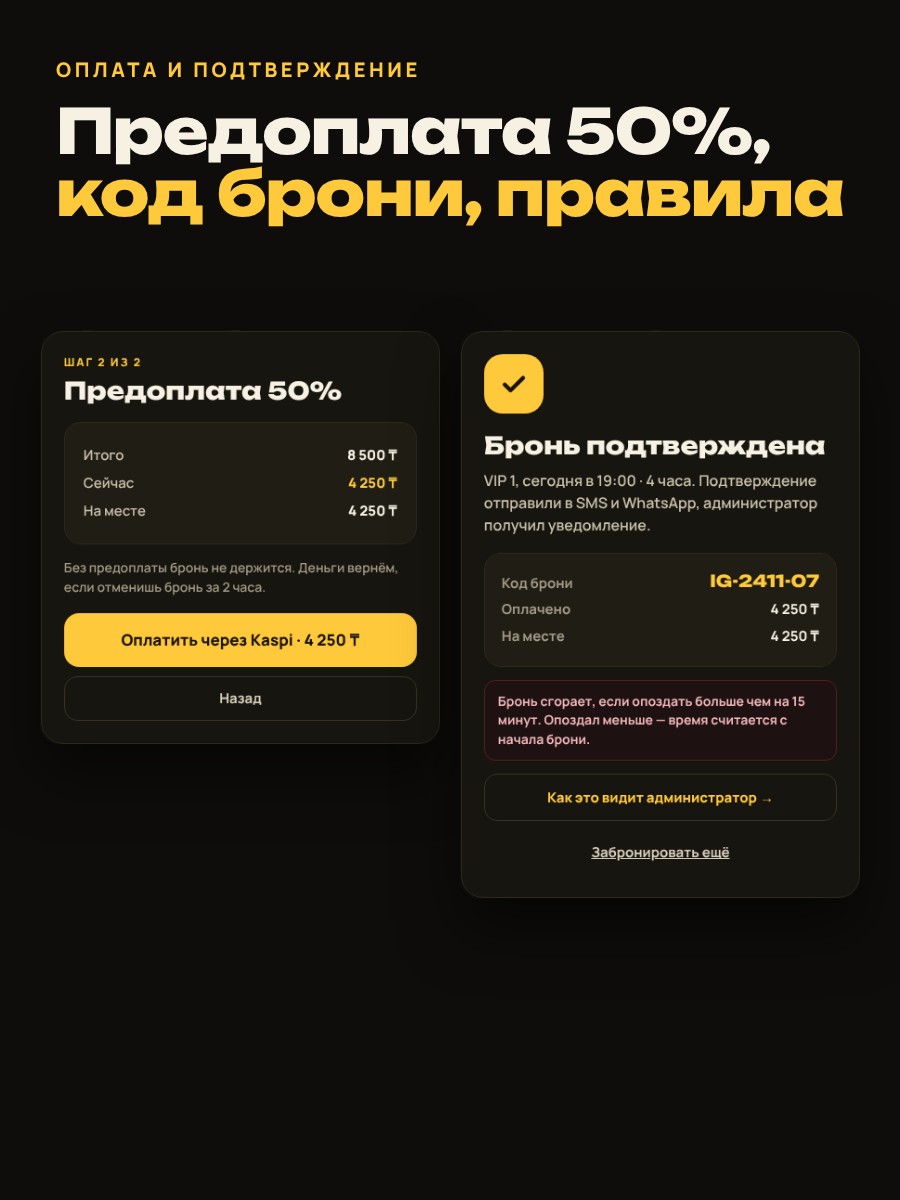 ОПЛАТА И ПОДТВЕРЖДЕНИЕ
Предоплата 50%,
код брони, правила
ШАГ 2 ИЗ 2
Предоплата 50%
Итого 8 500 ₸
Сейчас 4 250 ₸
На месте 4 250 ₸
Без предоплаты бронь не держится. Деньги вернём,
если отменишь бронь за 2 часа.
Оплатить через Kaspi · 4 250 ₸
Назад
Бронь подтверждена
VIP 1, сегодня в 19:00 · 4 часа. Подтверждение
отправили в SMS и WhatsApp, администратор
получил уведомление.
Код брони IG-2411-07
Оплачено 4 250 ₸
На месте 4 250 ₸
Бронь сгорает, если опоздать больше чем на 15
минут. Опоздал меньше — время считается с
начала брони.
Как это видит администратор →
Забронировать ещё